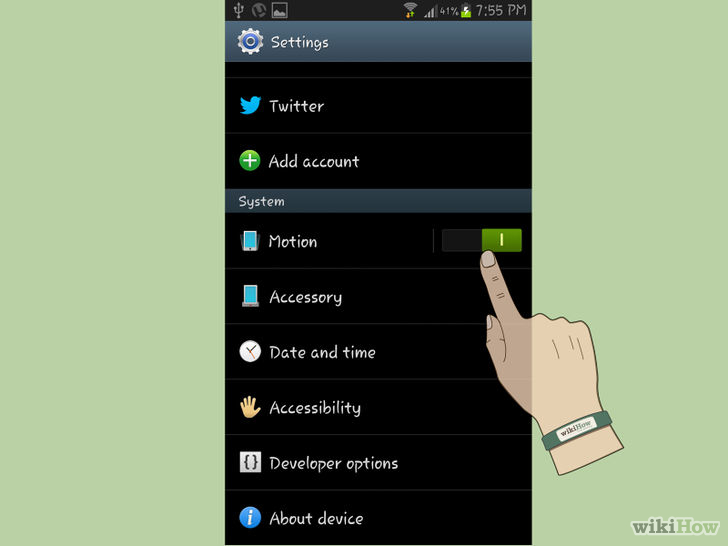 41% 7:55 PM
Settings
Twitter
Add account
System
Motion
Accessory
Date and time
Accessibility
Developer options
About device
wikiHow
wikiHow